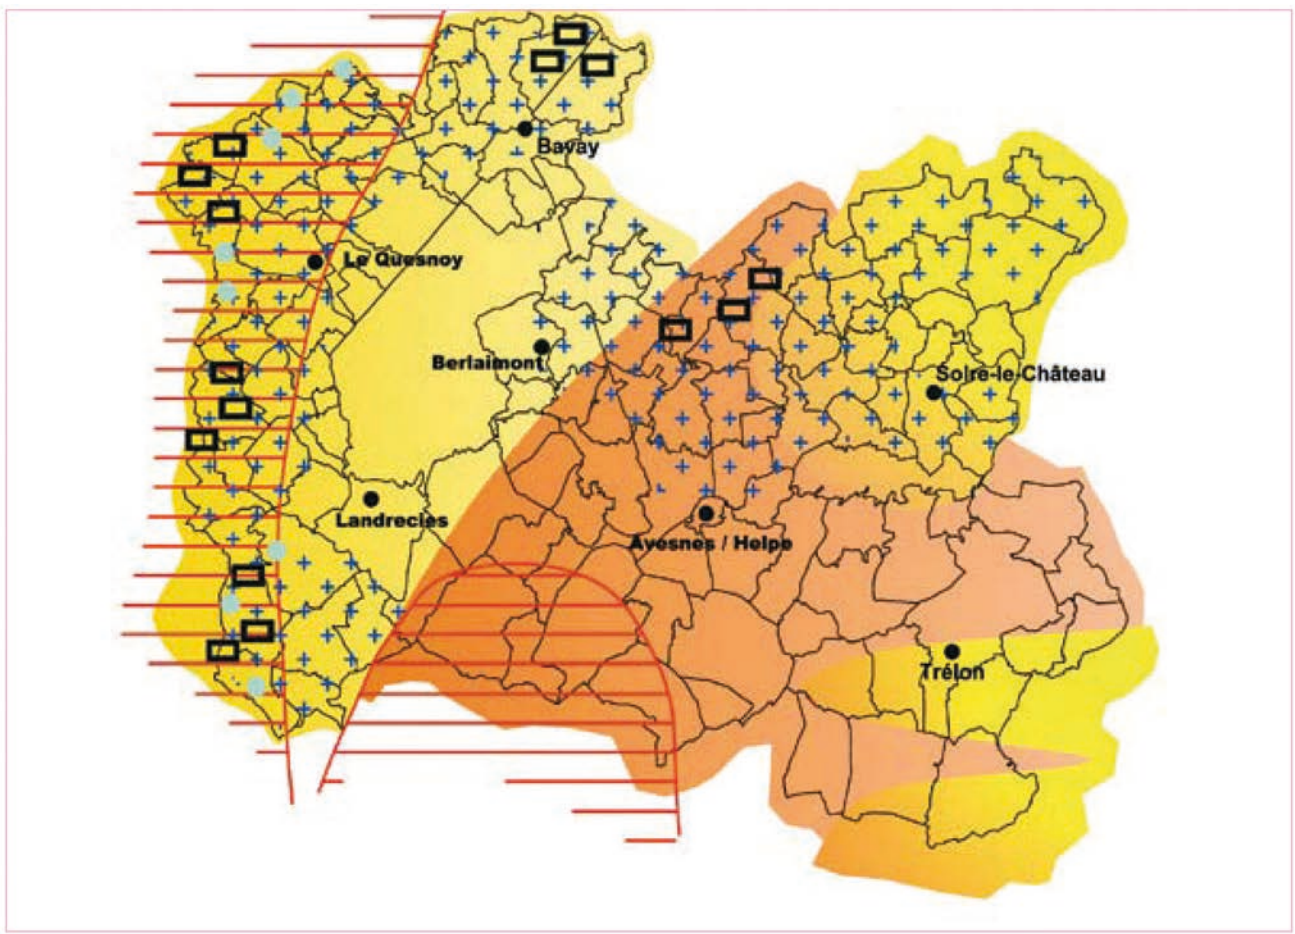 Bavay
Le Quesnoy
Berlaimont
Solre-le-Château
Landrecies
Avesnes / Helpe
Trélon